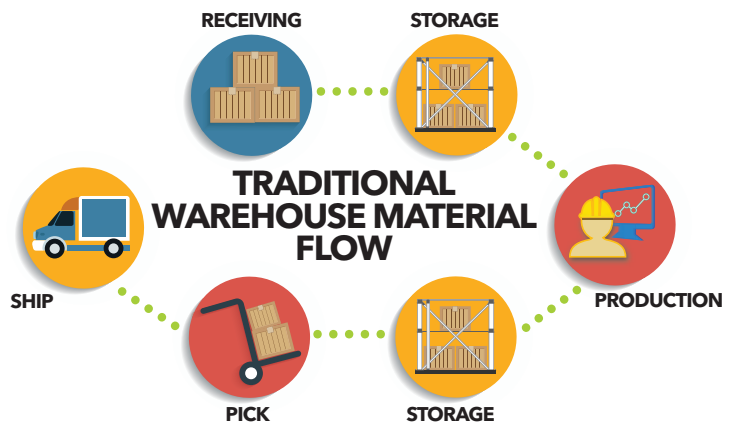 RECEIVING
STORAGE
TRADITIONAL
WAREHOUSE MATERIAL
FLOW
SHIP
PRODUCTION
PICK
STORAGE